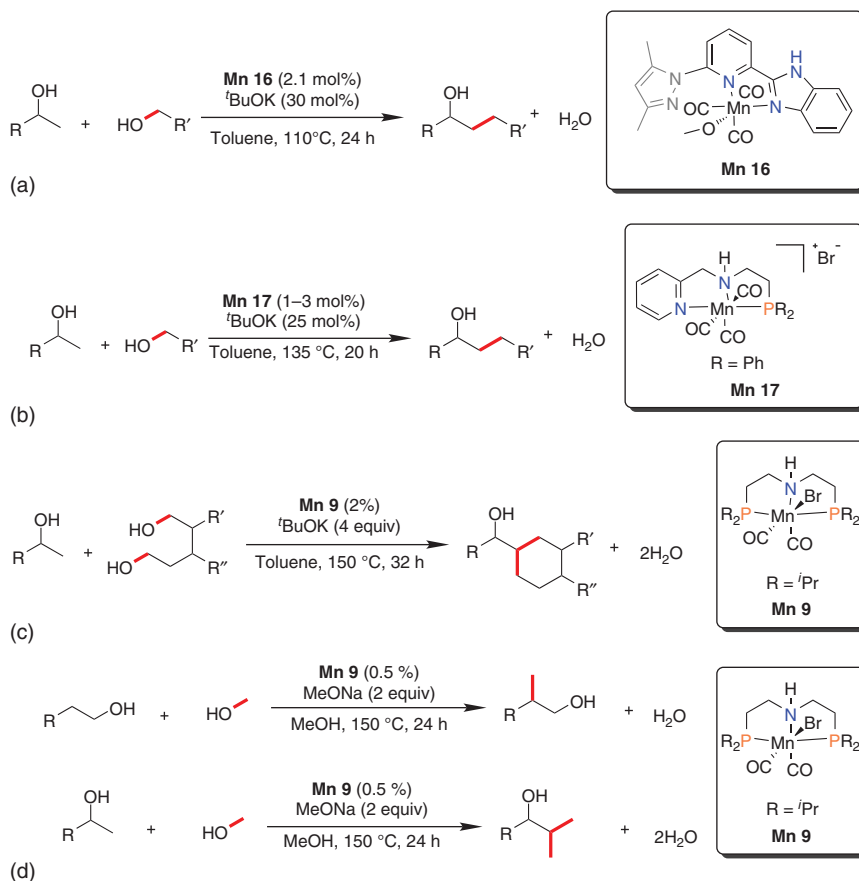 OH
R
+
HO
R′
Mn 16 (2.1 mol%)
ᵗBuOK (30 mol%)
Toluene, 110°C, 24 h
OH
R
R′
+
H₂O
N
N
N
H
N
N
CO
OC
Mn
O
CO
Mn 16
(a)
OH
R
+
HO
R′
Mn 17 (1–3 mol%)
ᵗBuOK (25 mol%)
Toluene, 135 °C, 20 h
OH
R
R′
+
H₂O
+
Br⁻
H
N
CO
N
Mn
PR₂
OC
CO
R = Ph
Mn 17
(b)
OH
R
+
HO
R′
HO
R″
Mn 9 (2%)
ᵗBuOK (4 equiv)
Toluene, 150 °C, 32 h
OH
R
R′
R″
+
2H₂O
H
N
Br
R₂P
Mn
PR₂
OC
CO
R = ⁱPr
Mn 9
(c)
R
OH
+
HO
Mn 9 (0.5 %)
MeONa (2 equiv)
MeOH, 150 °C, 24 h
R
OH
+
H₂O
OH
R
+
HO
Mn 9 (0.5 %)
MeONa (2 equiv)
MeOH, 150 °C, 24 h
OH
R
+
2H₂O
H
N
Br
R₂P
Mn
PR₂
OC
CO
R = ⁱPr
Mn 9
(d)